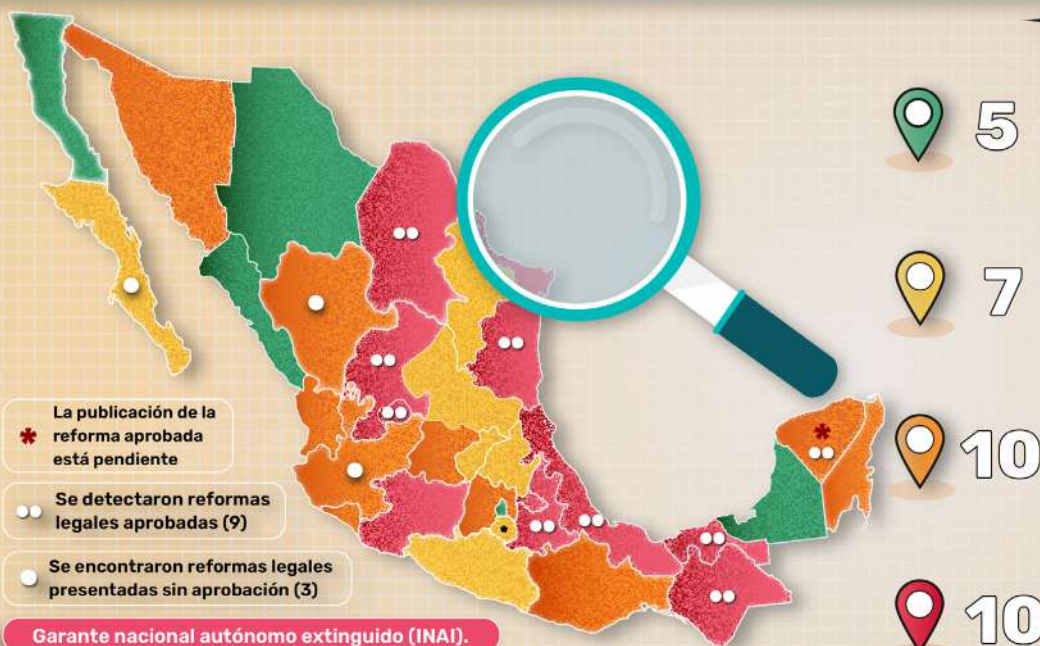 5
7
10
10
La publicación de la
* reforma aprobada
está pendiente
Se detectaron reformas
legales aprobadas (9)
Se encontraron reformas legales
presentadas sin aprobación (3)
Garante nacional autónomo extinguido (INAI).